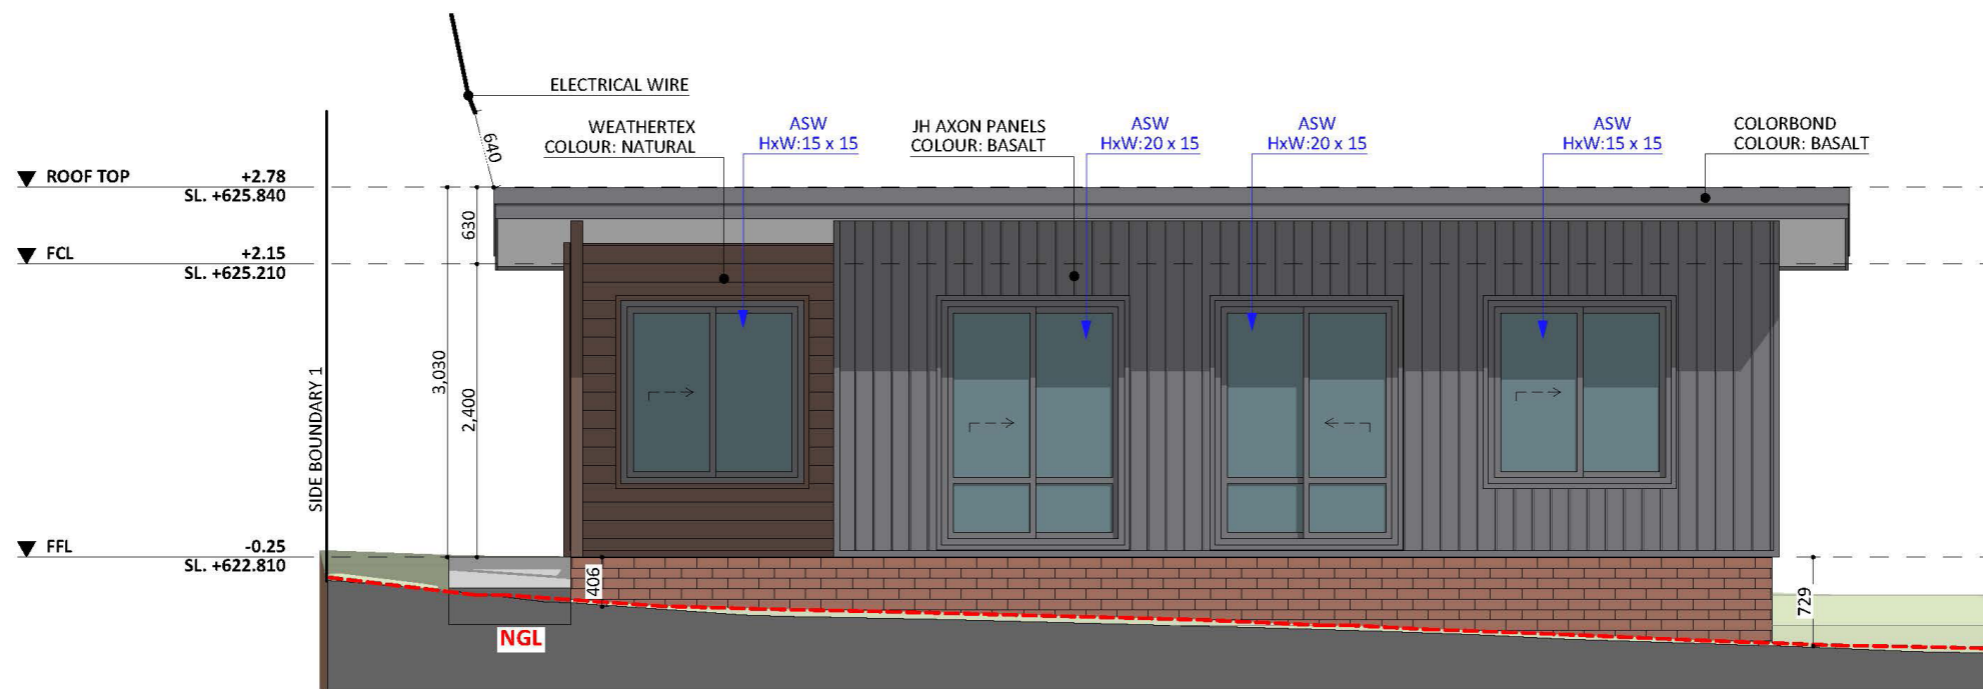 ELECTRICAL WIRE
640
WEATHERTEX
COLOUR: NATURAL
ASW
HxW:15 x 15
JH AXON PANELS
COLOUR: BASALT
ASW
HxW:20 x 15
ASW
HxW:20 x 15
ASW
HxW:15 x 15
COLORBOND
COLOUR: BASALT
ROOF TOP +2.78
SL. +625.840
630
FCL +2.15
SL. +625.210
3,030
2,400
SIDE BOUNDARY 1
FFL -0.25
SL. +622.810
406
729
NGL